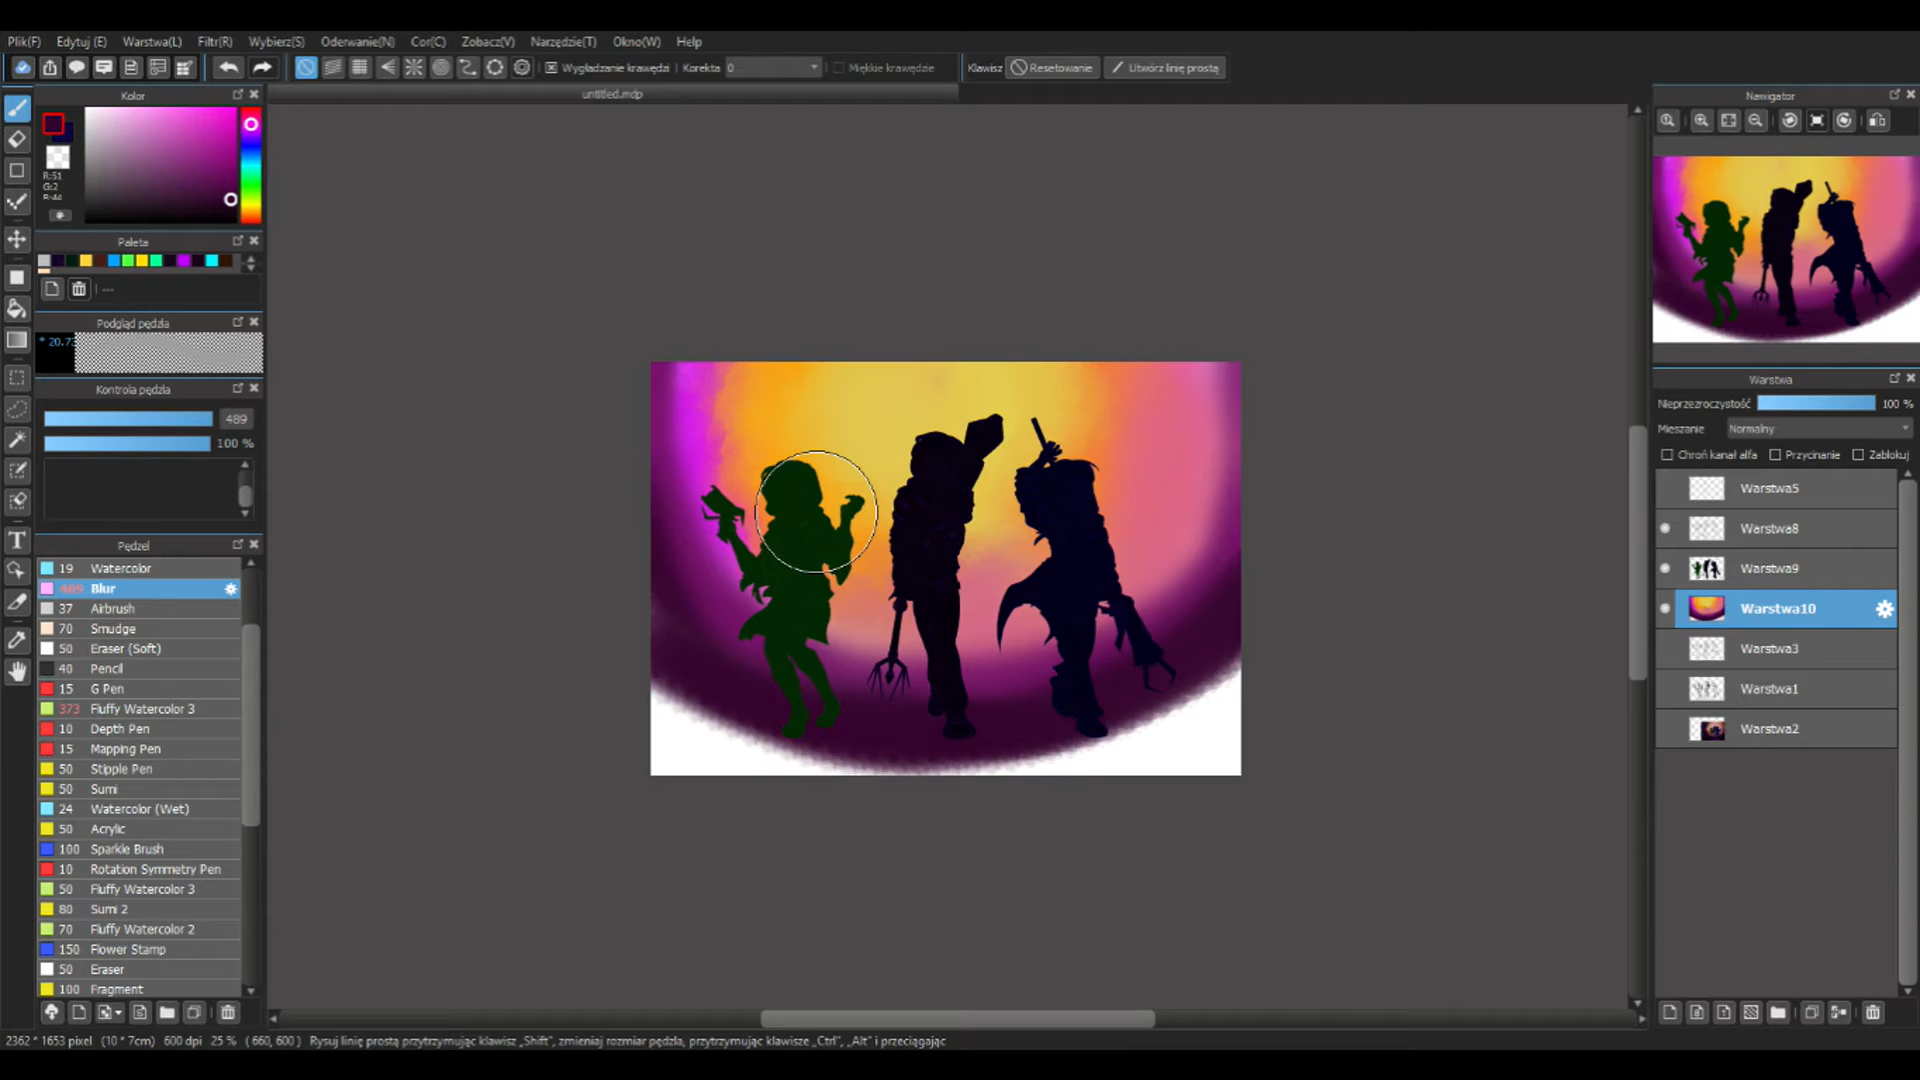 Plik(F) Edytuj (E) Warstwa(L) Filtr(R) Wybierz(S) Oderwanie(N) Cor(C) Zobacz(V) Narzędzie(T) Okno(W) Help
Wygładzanie krawędzi Korekta 0 Miękkie krawędzie Klawisz Resetowanie Utwórz linię prostą
untitled.mdp
Kolor
R:51
G:2
B:44
Paleta
---
Podgląd pędzla
* 20.73
Kontrola pędzla
489
100 %
Pędzel
19 Watercolor
489 Blur
37 Airbrush
70 Smudge
50 Eraser (Soft)
40 Pencil
15 G Pen
373 Fluffy Watercolor 3
10 Depth Pen
15 Mapping Pen
50 Stipple Pen
50 Sumi
24 Watercolor (Wet)
50 Acrylic
100 Sparkle Brush
10 Rotation Symmetry Pen
50 Fluffy Watercolor 3
80 Sumi 2
70 Fluffy Watercolor 2
150 Flower Stamp
50 Eraser
100 Fragment
Nawigator
Warstwa
Nieprzezroczystość 100 %
Mieszanie Normalny
Chroń kanał alfa Przycinanie Zablokuj
Warstwa5
Warstwa8
Warstwa9
Warstwa10
Warstwa3
Warstwa1
Warstwa2
2362 * 1653 pixel (10 * 7cm) 600 dpi 25 % ( 660, 600 ) Rysuj linię prostą przytrzymując klawisz „Shift", zmieniaj rozmiar pędzla, przytrzymując klawisze „Ctrl", „Alt" i przeciągając